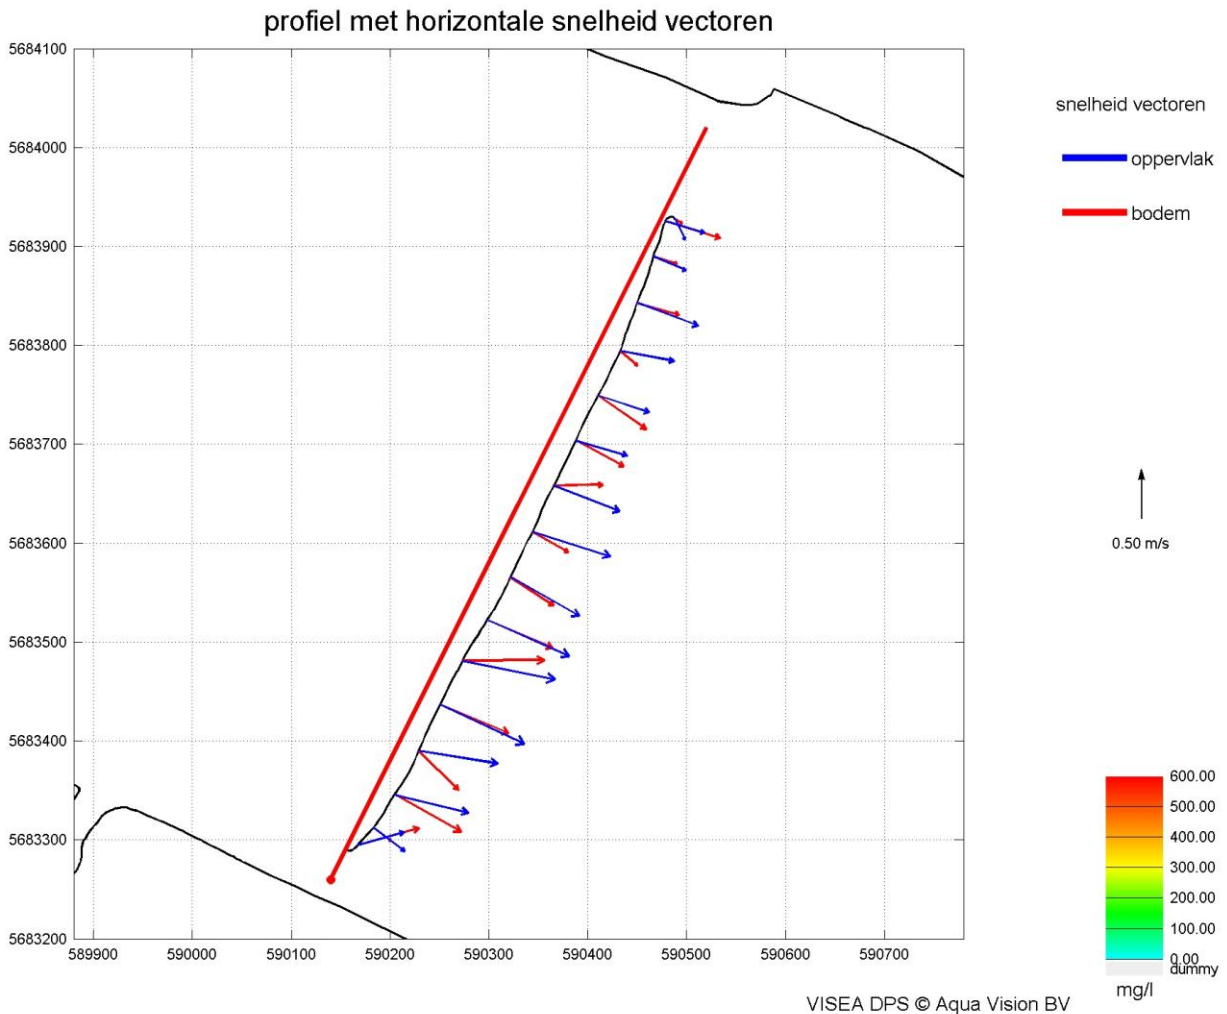 profiel met horizontale snelheid vectoren
5684100
5684000
5683900
5683800
5683700
5683600
5683500
5683400
5683300
5683200
589900 590000 590100 590200 590300 590400 590500 590600 590700
snelheid vectoren
oppervlak
bodem
0.50 m/s
600.00
500.00
400.00
300.00
200.00
100.00
0.00
dummy
mg/l
VISEA DPS © Aqua Vision BV